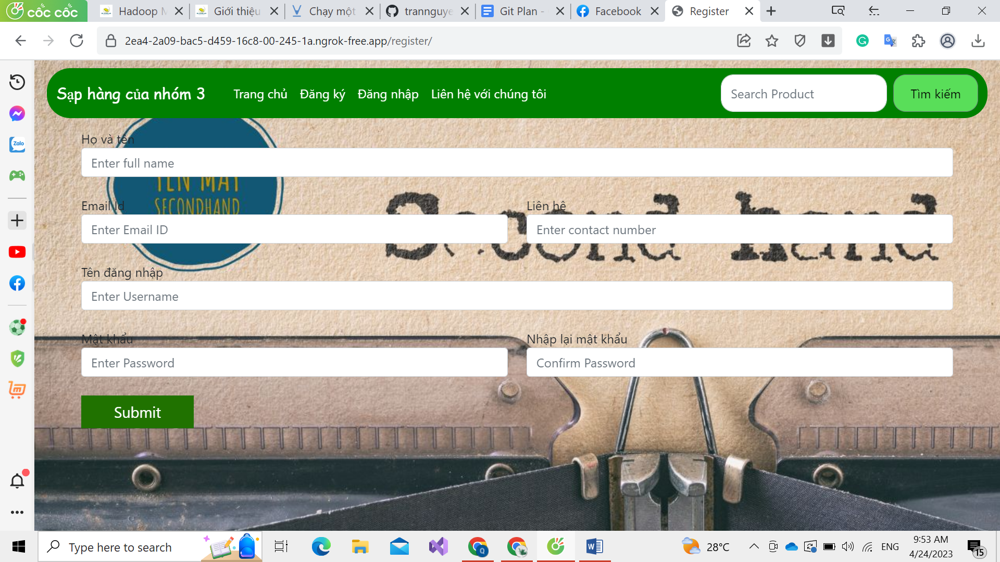 cốc cốc
Hadoop M
Giới thiệu
Chạy một
trannguye
Git Plan -
Facebook
Register
2ea4-2a09-bac5-d459-16c8-00-245-1a.ngrok-free.app/register/
Sạp hàng của nhóm 3
Trang chủ
Đăng ký
Đăng nhập
Liên hệ với chúng tôi
Search Product
Tìm kiếm
Họ và tên
Enter full name
SECONDHAND
Second hand
Email Id
Enter Email ID
Liên hệ
Enter contact number
Tên đăng nhập
Enter Username
Mật khẩu
Enter Password
Nhập lại mật khẩu
Confirm Password
Submit
Zalo
Type here to search
28°C
ENG
9:53 AM
4/24/2023
15